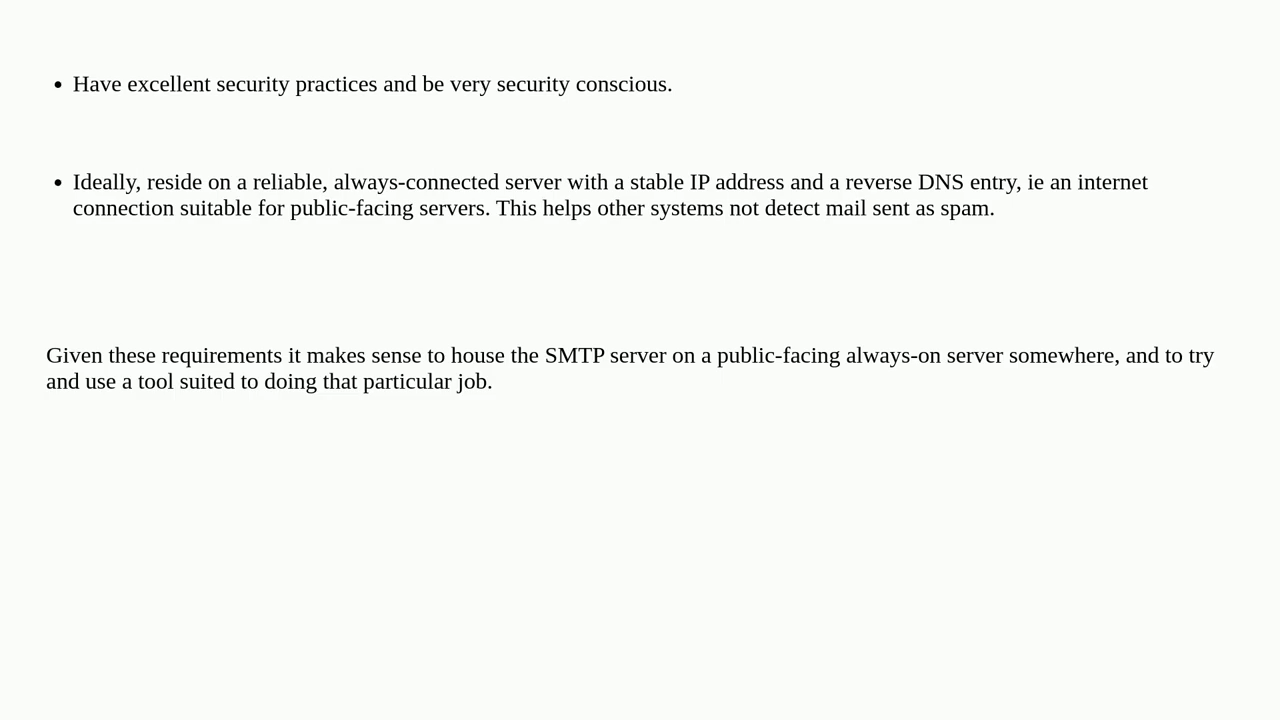 • Have excellent security practices and be very security conscious.
• Ideally, reside on a reliable, always-connected server with a stable IP address and a reverse DNS entry, ie an internet
connection suitable for public-facing servers. This helps other systems not detect mail sent as spam.
Given these requirements it makes sense to house the SMTP server on a public-facing always-on server somewhere, and to try
and use a tool suited to doing that particular job.